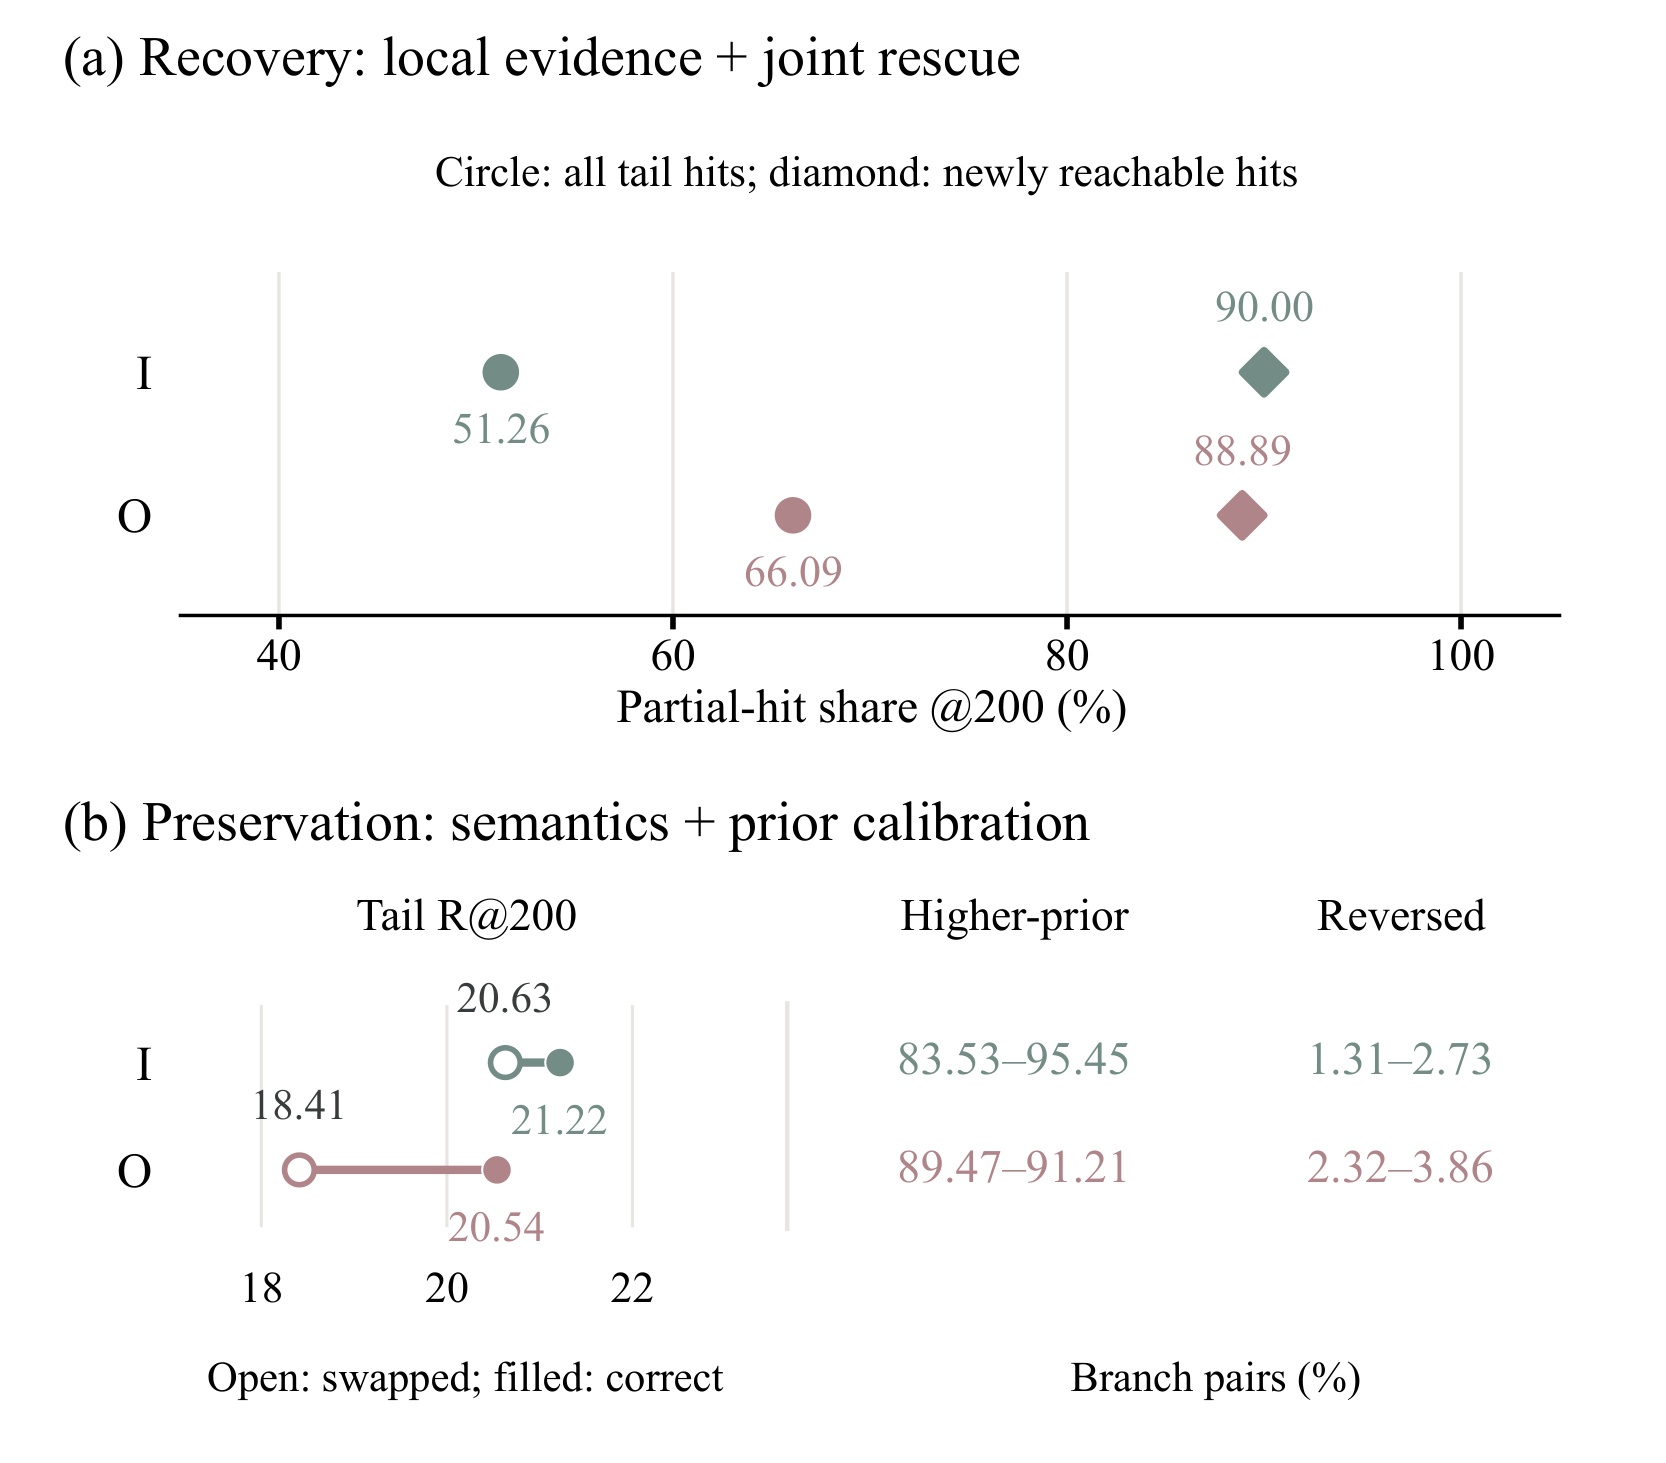 (a) Recovery: local evidence + joint rescue
Circle: all tail hits; diamond: newly reachable hits
90.00
I
51.26
88.89
O
66.09
40 60 80 100
Partial-hit share @200 (%)
(b) Preservation: semantics + prior calibration
Tail R@200 Higher-prior Reversed
20.63
I 83.53–95.45 1.31–2.73
18.41 21.22
O 89.47–91.21 2.32–3.86
20.54
18 20 22
Open: swapped; filled: correct Branch pairs (%)